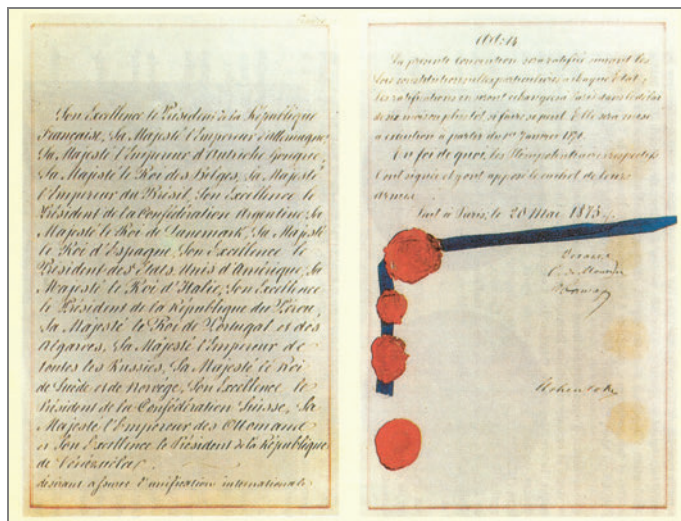 Son Excellence le Président de la République
Française, Sa Majesté l'Empereur d'Allemagne,
Sa Majesté l'Empereur d'Autriche Hongrie,
Sa Majesté le Roi des Belges, Sa Majesté
l'Empereur du Brésil, Son Excellence le
Président de la Confédération Argentine, Sa
Majesté le Roi de Danemark, Sa Majesté
le Roi d'Espagne, Son Excellence le
Président des Etats Unis d'Amérique, Sa
Majesté le Roi d'Italie, Son Excellence
le Président de la République du Pérou,
Sa Majesté le Roi de Portugal et des
Algarves, Sa Majesté l'Empereur de
toutes les Russies, Sa Majesté le Roi
de Suède et de Norvège, Son Excellence le
Président de la Confédération Suisse, Sa
Majesté l'Empereur des Ottomans
et Son Excellence le Président de la République
de Vénézuéla,
désirant assurer l'unification internationale
Art: 14
La présente convention sera ratifiée suivant les
lois constitutionnelles particulières à chaque Etat;
les ratifications en seront échangées à Paris dans le délai
de six mois ou plus tôt si faire se peut. Elle sera mise
à exécution à partir du 1er Janvier 1876.
En foi de quoi, les Plénipotentiaires respectifs
l'ont signée et y ont apposé le cachet de leurs
armes.
Fait à Paris, le 20 Mai 1875.
Decazes
Hohenlohe